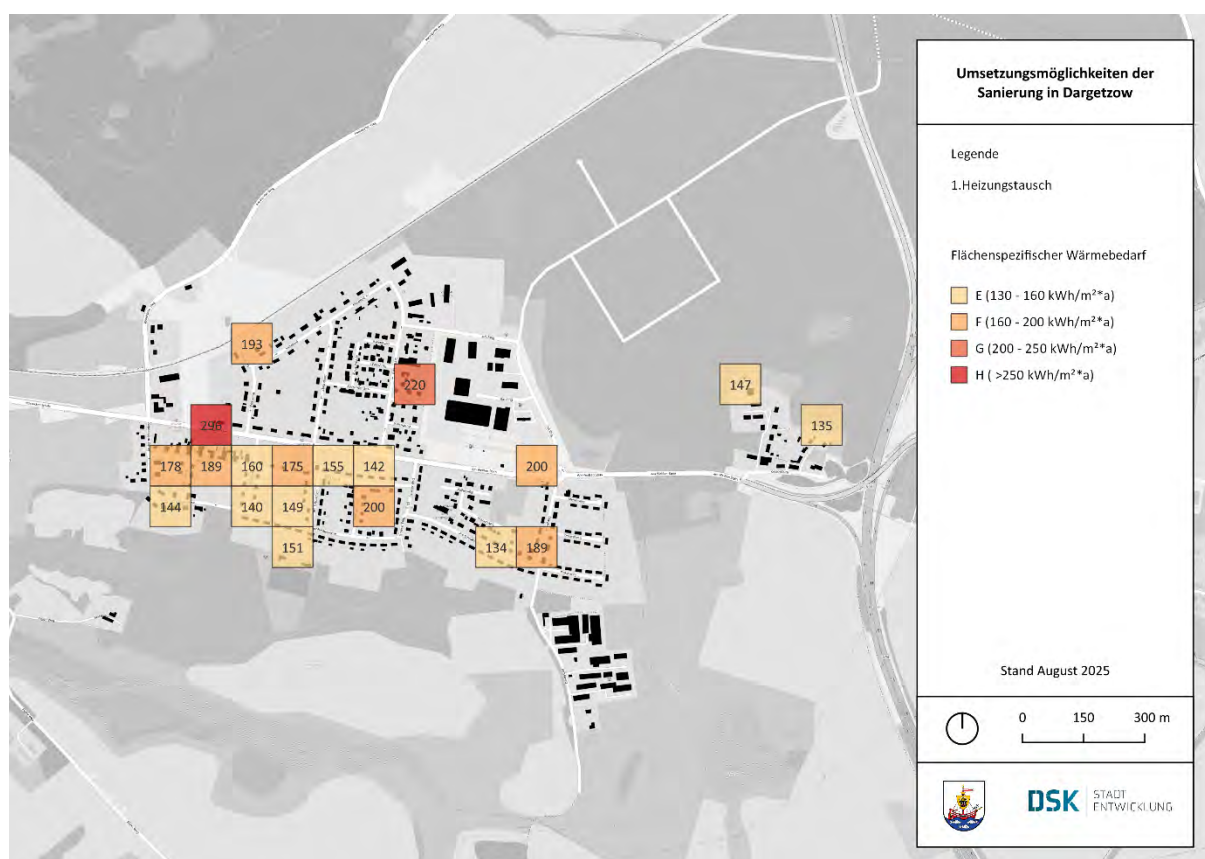 Umsetzungsmöglichkeiten der
Sanierung in Dargetzow
Legende
1.Heizungstausch
Flächenspezifischer Wärmebedarf
E (130 - 160 kWh/m²*a)
F (160 - 200 kWh/m²*a)
G (200 - 250 kWh/m²*a)
H ( >250 kWh/m²*a)
Stand August 2025
0 150 300 m
DSK STADT
ENTWICKLUNG
193
220
147
135
178 189 160 175 155 142 200
144 140 149 200
151 134 189